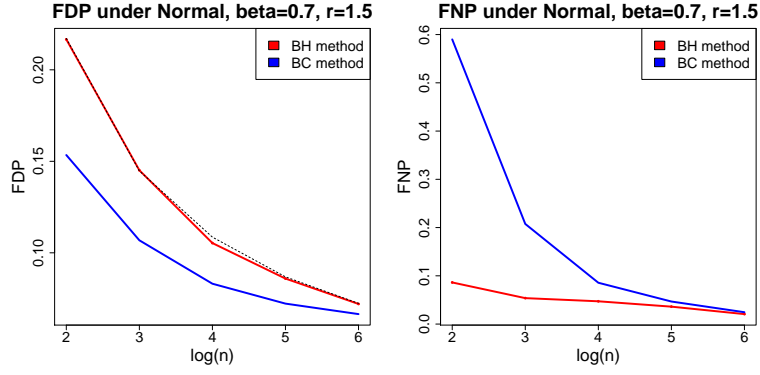 FDP under Normal, beta=0.7, r=1.5
BH method
BC method
0.20
0.15
0.10
FDP
2 3 4 5 6
log(n)
FNP under Normal, beta=0.7, r=1.5
BH method
BC method
0.6
0.5
0.4
0.3
0.2
0.1
0.0
FNP
2 3 4 5 6
log(n)